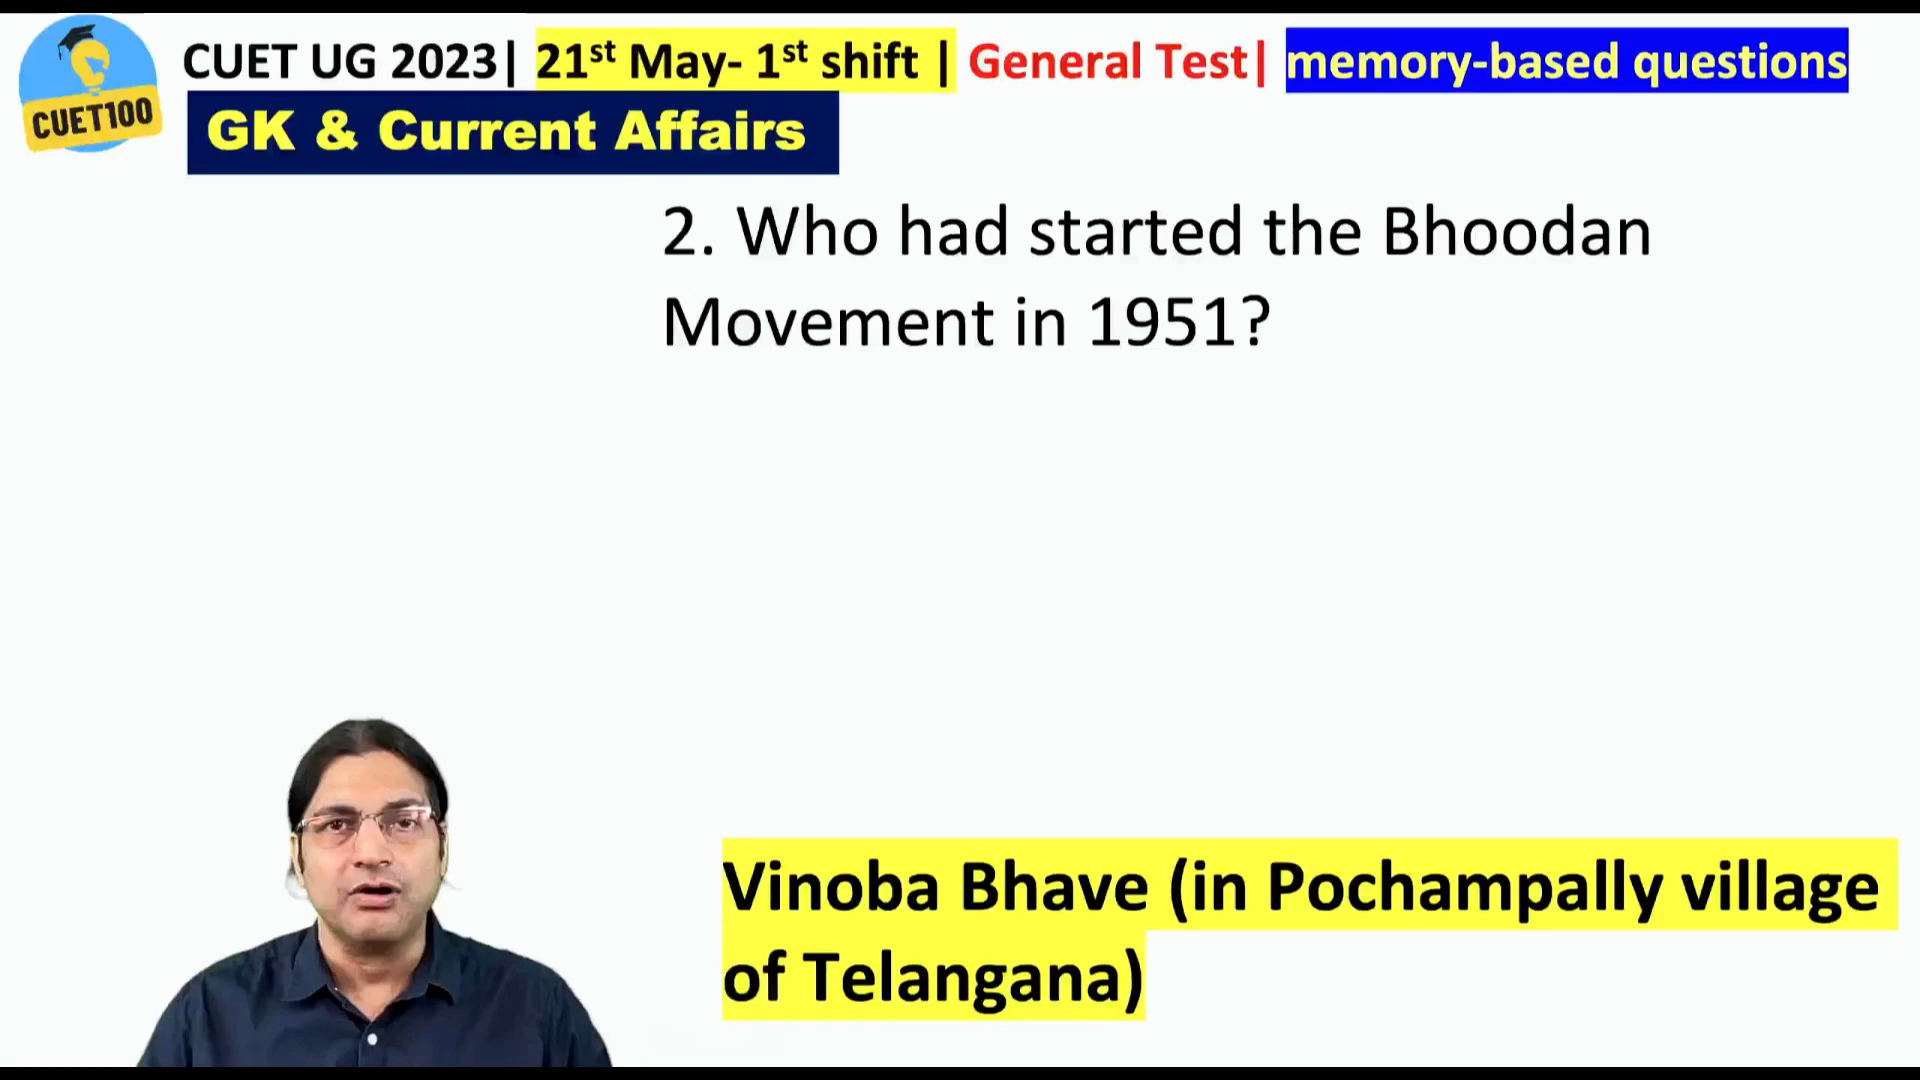 CUET100
CUET UG 2023| 21st May- 1st shift | General Test| memory-based questions
GK & Current Affairs
2. Who had started the Bhoodan
Movement in 1951?
Vinoba Bhave (in Pochampally village
of Telangana)